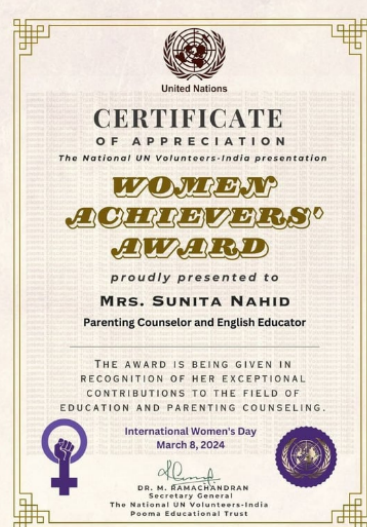 United Nations
CERTIFICATE
OF APPRECIATION
The National UN Volunteers-India presentation
WOMEN
ACHIEVERS'
AWARD
proudly presented to
MRS. SUNITA NAHID
Parenting Counselor and English Educator
THE AWARD IS BEING GIVEN IN
RECOGNITION OF HER EXCEPTIONAL
CONTRIBUTIONS TO THE FIELD OF
EDUCATION AND PARENTING COUNSELING.
International Women's Day
March 8, 2024
DR. M. RAMACHANDRAN
Secretary General
The National UN Volunteers-India
Pooma Educational Trust